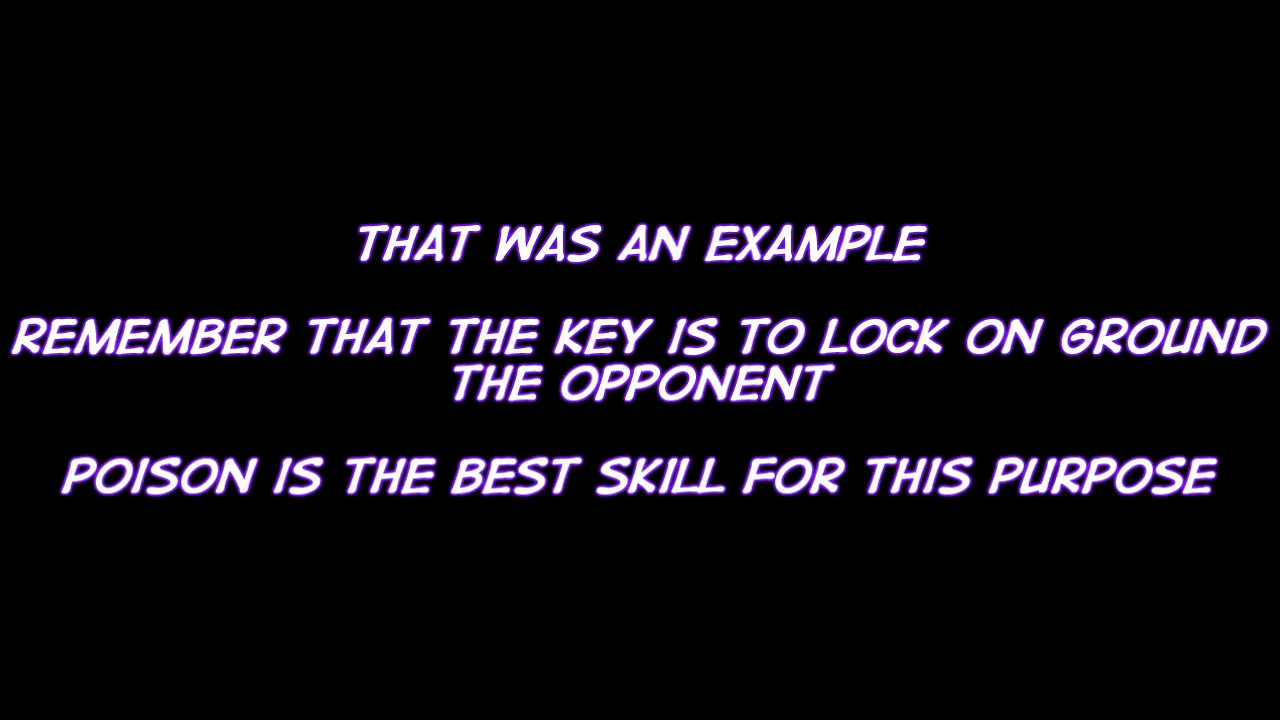 THAT WAS AN EXAMPLE
REMEMBER THAT THE KEY IS TO LOCK ON GROUND
THE OPPONENT
POISON IS THE BEST SKILL FOR THIS PURPOSE